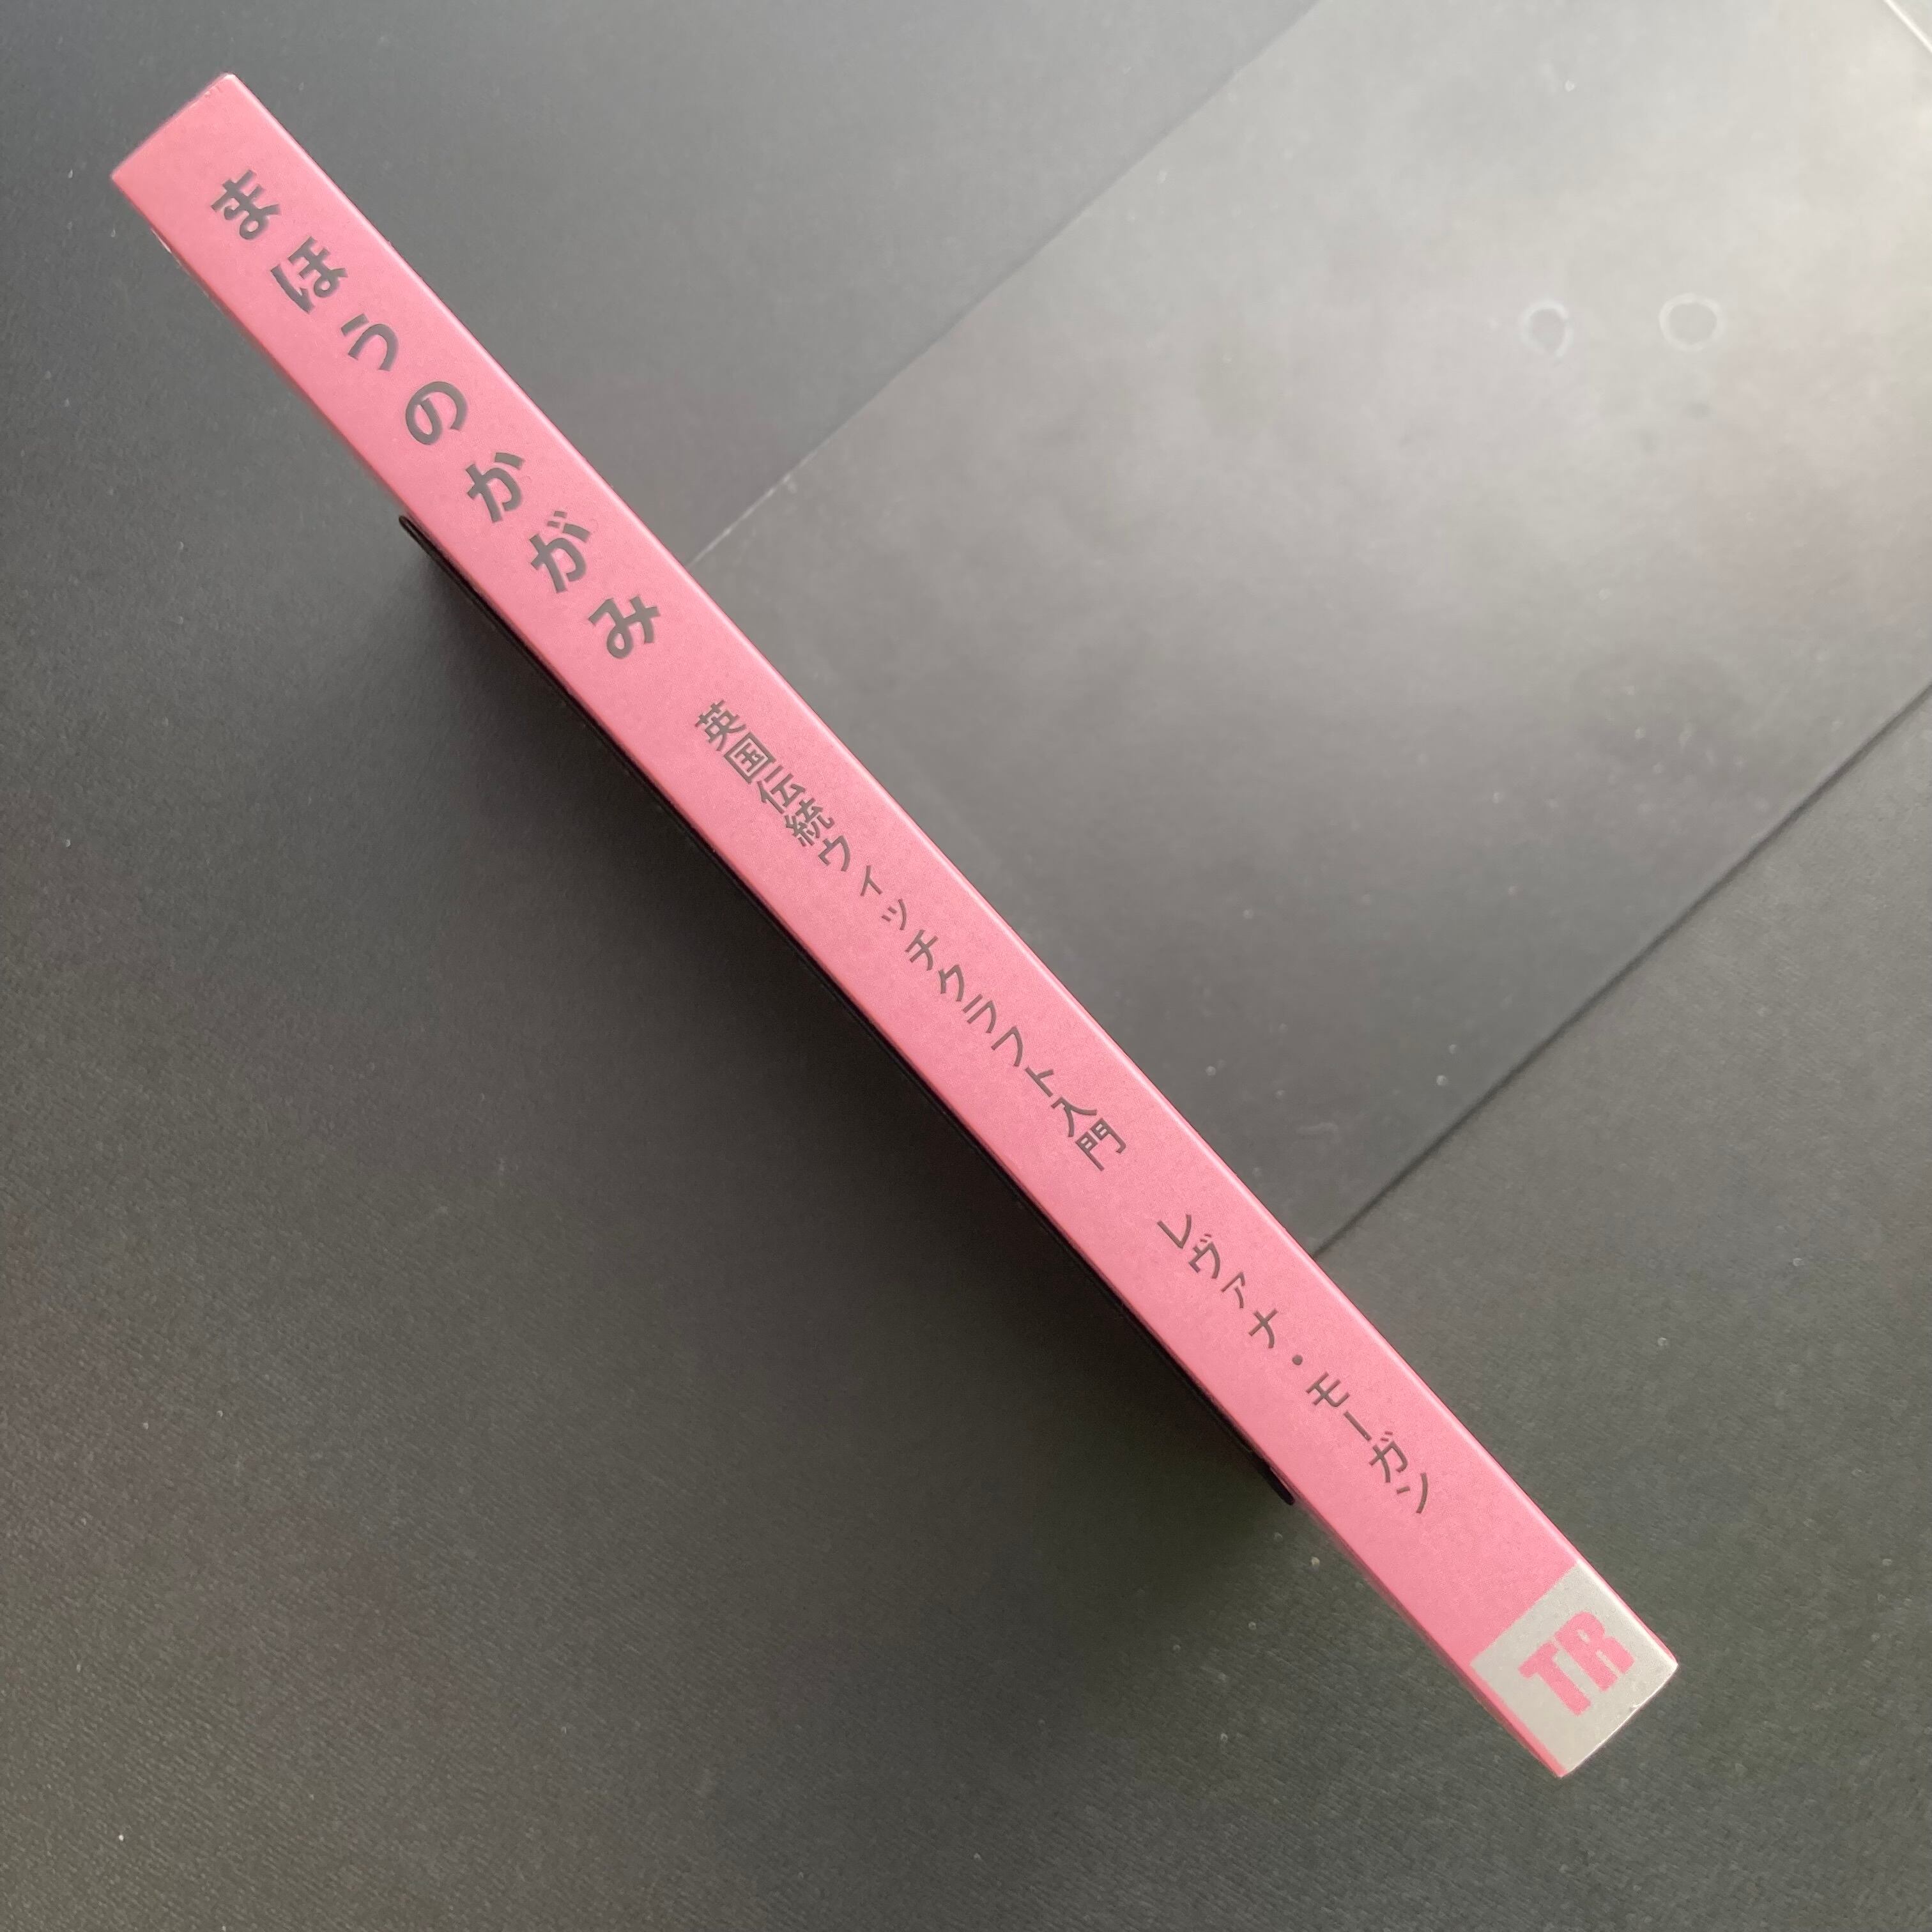 まほうのかがみ
英国伝統ウィッチクラフト入門
レヴァナ・モーガン
TR